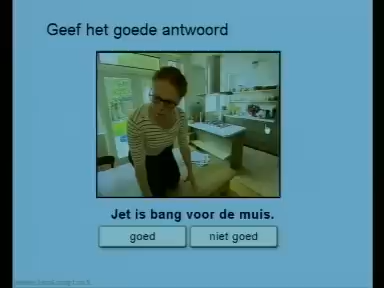 Geef het goede antwoord
Jet is bang voor de muis.
goed
niet goed